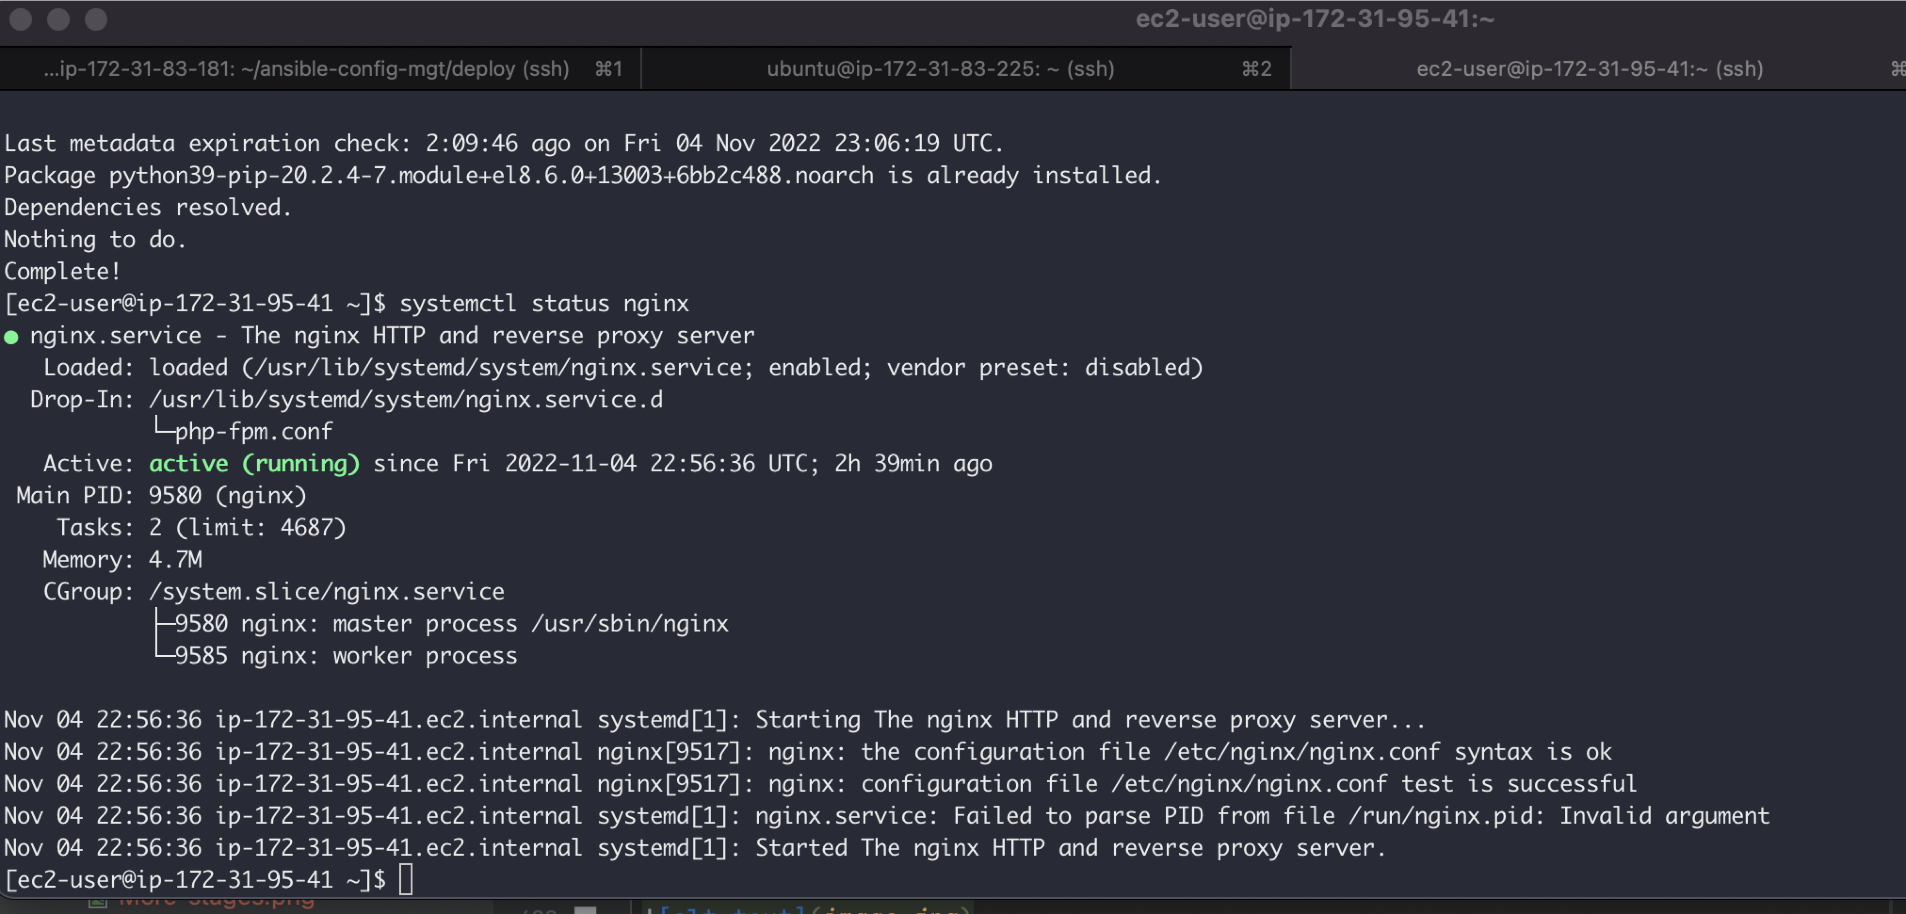 ec2-user@ip-172-31-95-41:~
...ip-172-31-83-181: ~/ansible-config-mgt/deploy (ssh) ⌘1
ubuntu@ip-172-31-83-225: ~ (ssh) ⌘2
ec2-user@ip-172-31-95-41:~ (ssh) ⌘
Last metadata expiration check: 2:09:46 ago on Fri 04 Nov 2022 23:06:19 UTC.
Package python39-pip-20.2.4-7.module+el8.6.0+13003+6bb2c488.noarch is already installed.
Dependencies resolved.
Nothing to do.
Complete!
[ec2-user@ip-172-31-95-41 ~]$ systemctl status nginx
● nginx.service - The nginx HTTP and reverse proxy server
   Loaded: loaded (/usr/lib/systemd/system/nginx.service; enabled; vendor preset: disabled)
  Drop-In: /usr/lib/systemd/system/nginx.service.d
           └─php-fpm.conf
   Active: active (running) since Fri 2022-11-04 22:56:36 UTC; 2h 39min ago
 Main PID: 9580 (nginx)
    Tasks: 2 (limit: 4687)
   Memory: 4.7M
   CGroup: /system.slice/nginx.service
           ├─9580 nginx: master process /usr/sbin/nginx
           └─9585 nginx: worker process
Nov 04 22:56:36 ip-172-31-95-41.ec2.internal systemd[1]: Starting The nginx HTTP and reverse proxy server...
Nov 04 22:56:36 ip-172-31-95-41.ec2.internal nginx[9517]: nginx: the configuration file /etc/nginx/nginx.conf syntax is ok
Nov 04 22:56:36 ip-172-31-95-41.ec2.internal nginx[9517]: nginx: configuration file /etc/nginx/nginx.conf test is successful
Nov 04 22:56:36 ip-172-31-95-41.ec2.internal systemd[1]: nginx.service: Failed to parse PID from file /run/nginx.pid: Invalid argument
Nov 04 22:56:36 ip-172-31-95-41.ec2.internal systemd[1]: Started The nginx HTTP and reverse proxy server.
[ec2-user@ip-172-31-95-41 ~]$
More stages.png